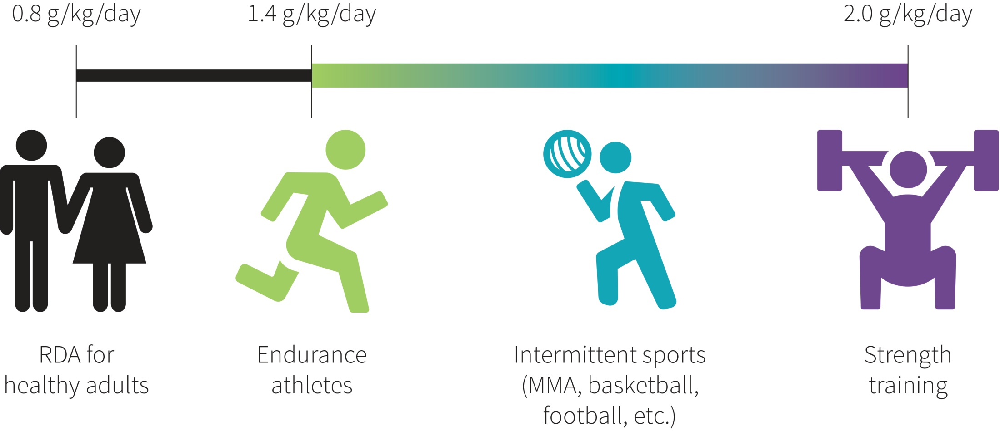 0.8 g/kg/day
1.4 g/kg/day
2.0 g/kg/day
RDA for
healthy adults
Endurance
athletes
Intermittent sports
(MMA, basketball,
football, etc.)
Strength
training